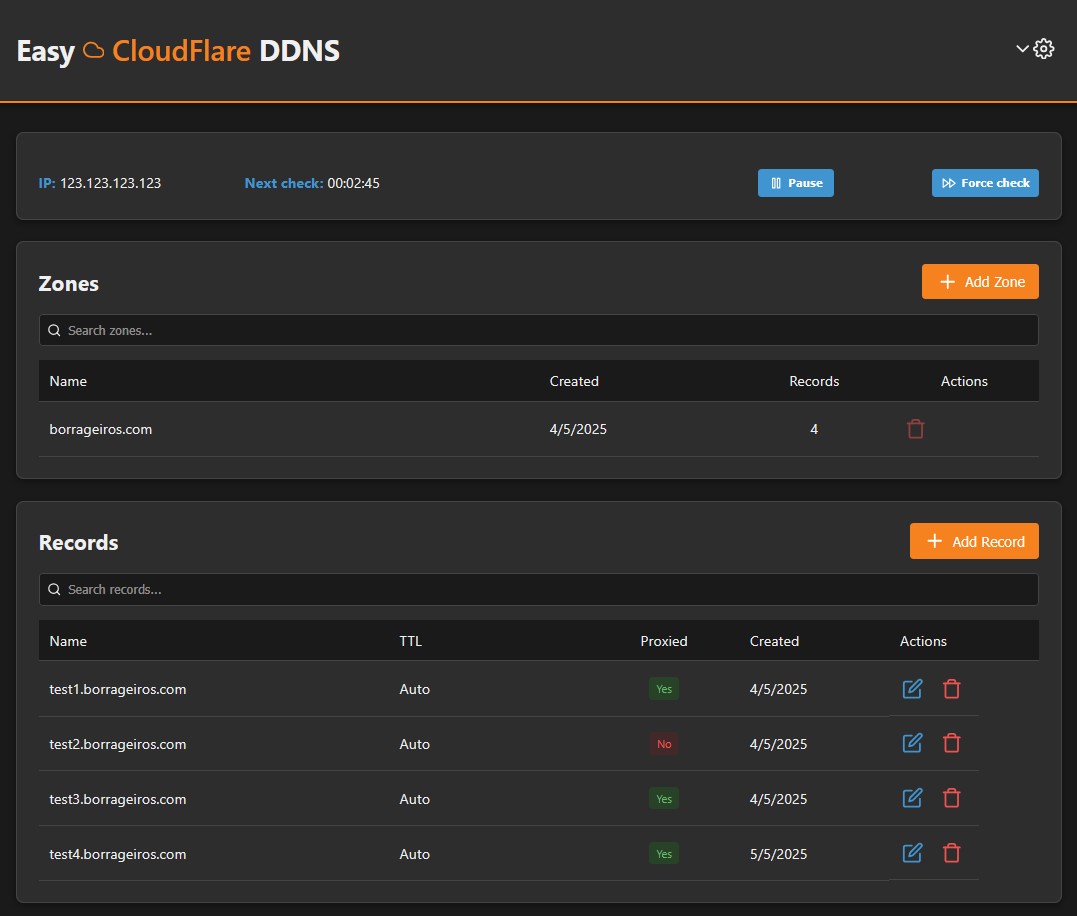 Easy CloudFlare DDNS
IP: 123.123.123.123 Next check: 00:02:45 Pause Force check
Zones Add Zone
Search zones...
Name Created Records Actions
borrageiros.com 4/5/2025 4
Records Add Record
Search records...
Name TTL Proxied Created Actions
test1.borrageiros.com Auto Yes 4/5/2025
test2.borrageiros.com Auto No 4/5/2025
test3.borrageiros.com Auto Yes 4/5/2025
test4.borrageiros.com Auto Yes 5/5/2025